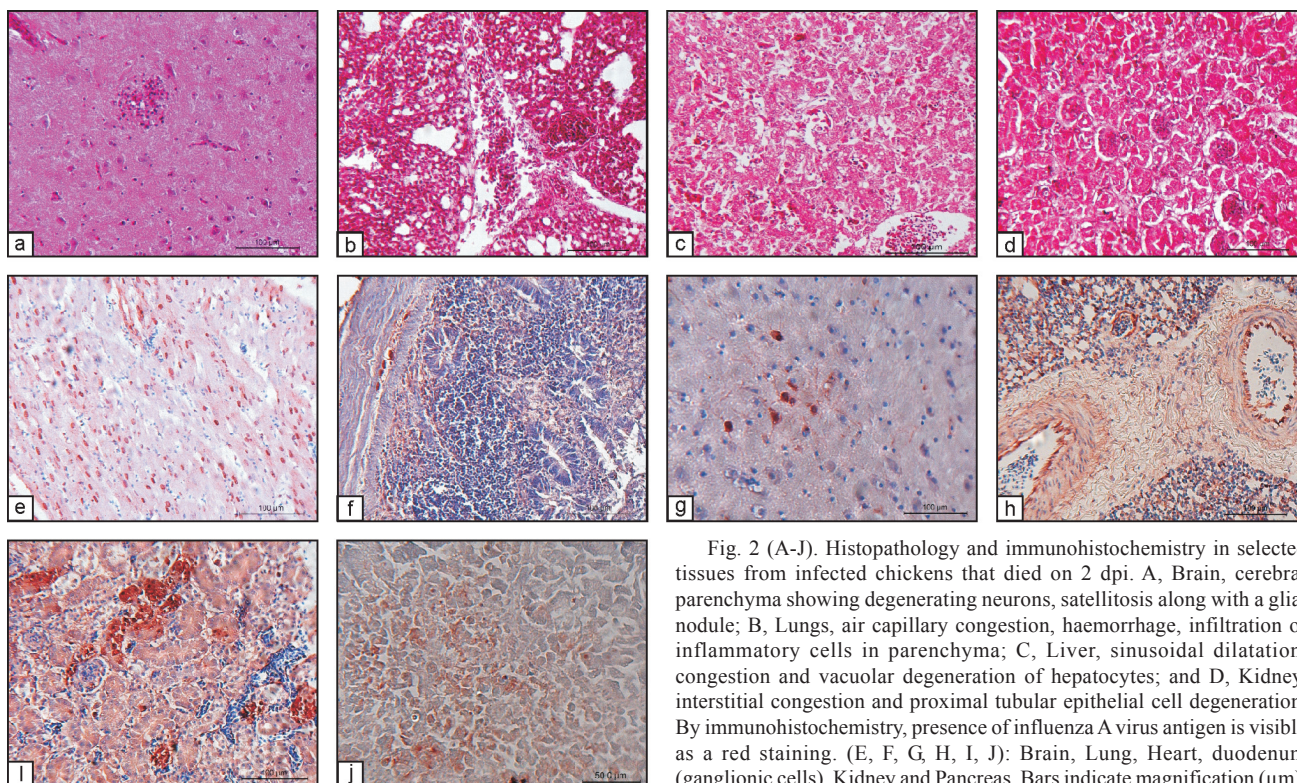 a
100 µm
b
100
c
100 µm
d
e
100 µm
f
g
100 µm
h
I
100 µm
j
50.0 µm
Fig. 2 (A-J). Histopathology and immunohistochemistry in selecte
tissues from infected chickens that died on 2 dpi. A, Brain, cerebra
parenchyma showing degenerating neurons, satellitosis along with a glia
nodule; B, Lungs, air capillary congestion, haemorrhage, infiltration o
inflammatory cells in parenchyma; C, Liver, sinusoidal dilatation
congestion and vacuolar degeneration of hepatocytes; and D, Kidney
interstitial congestion and proximal tubular epithelial cell degeneration
By immunohistochemistry, presence of influenza A virus antigen is visibl
as a red staining. (E, F, G, H, I, J): Brain, Lung, Heart, duodenun
(ganglionic cells), Kidney and Pancreas. Bars indicate magnification (µm)